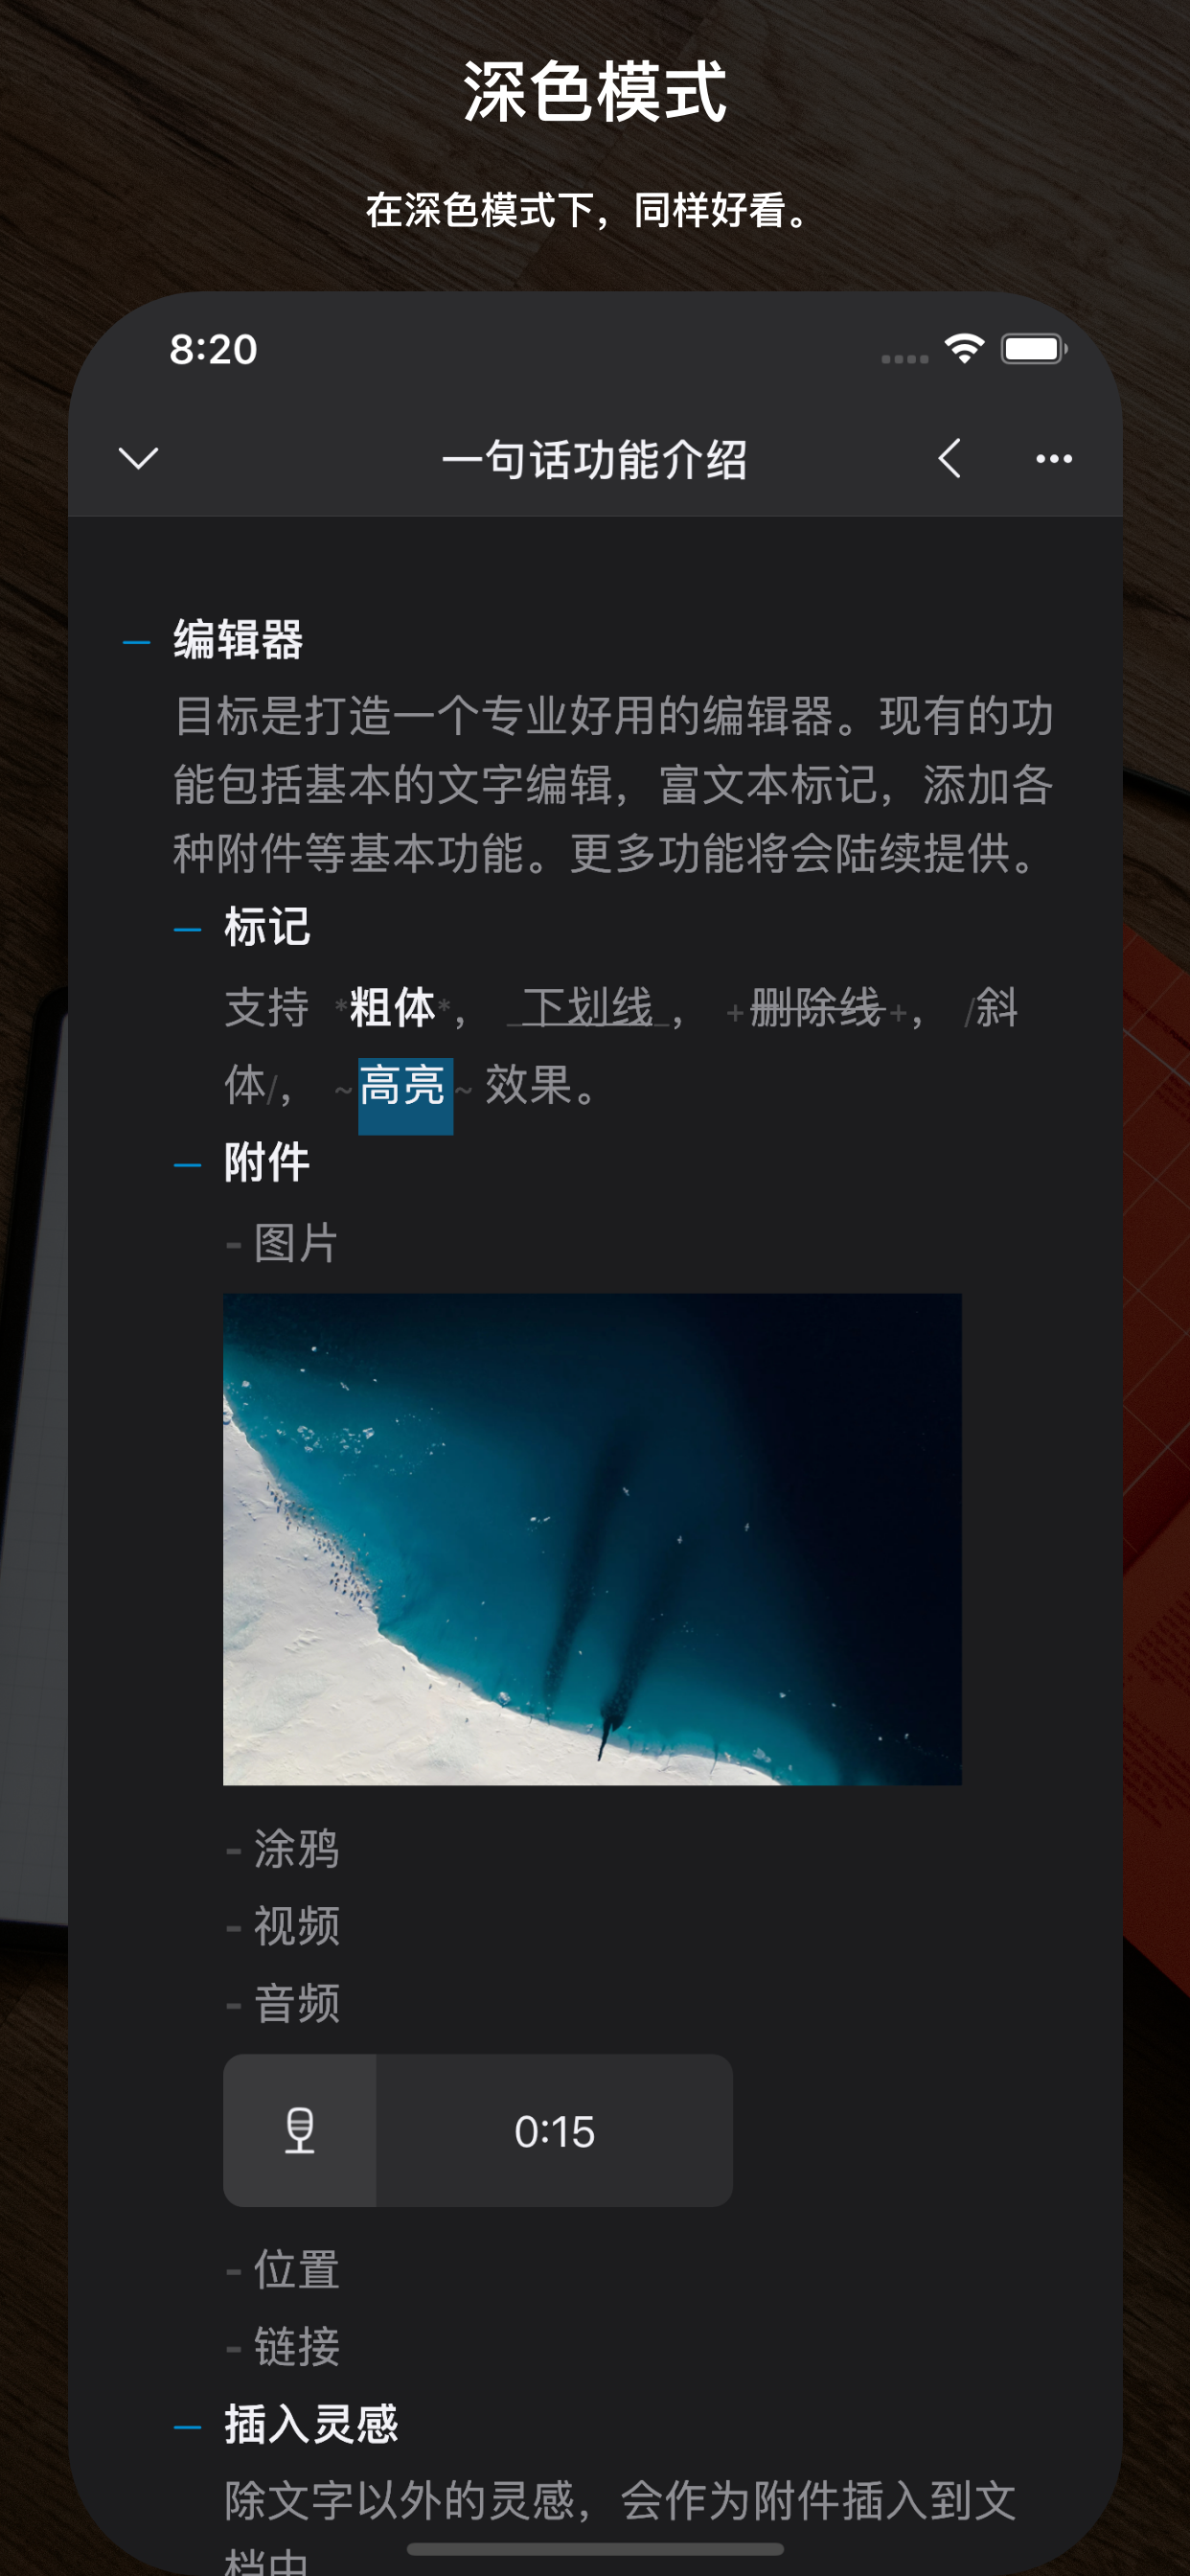 深色模式
在深色模式下，同样好看。
8:20
一句话功能介绍
编辑器
目标是打造一个专业好用的编辑器。现有的功
能包括基本的文字编辑，富文本标记，添加各
种附件等基本功能。更多功能将会陆续提供。
标记
支持 *粗体*， _下划线_， +删除线+， /斜
体/， ~高亮~ 效果。
附件
- 图片
- 涂鸦
- 视频
- 音频
0:15
- 位置
- 链接
插入灵感
除文字以外的灵感，会作为附件插入到文
档中